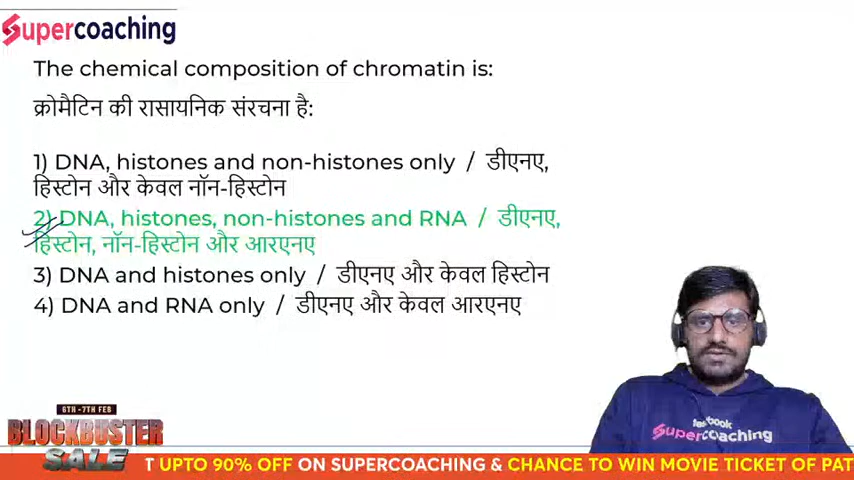 Supercoaching
The chemical composition of chromatin is:
क्रोमैटिन की रासायनिक संरचना है:
1) DNA, histones and non-histones only / डीएनए,
हिस्टोन और केवल नॉन-हिस्टोन
2) DNA, histones, non-histones and RNA / डीएनए,
हिस्टोन, नॉन-हिस्टोन और आरएनए
3) DNA and histones only / डीएनए और केवल हिस्टोन
4) DNA and RNA only / डीएनए और केवल आरएनए
testbook
Supercoaching
6TH -7TH FEB
BLOCKBUSTER
SALE
T UPTO 90% OFF ON SUPERCOACHING & CHANCE TO WIN MOVIE TICKET OF PAT